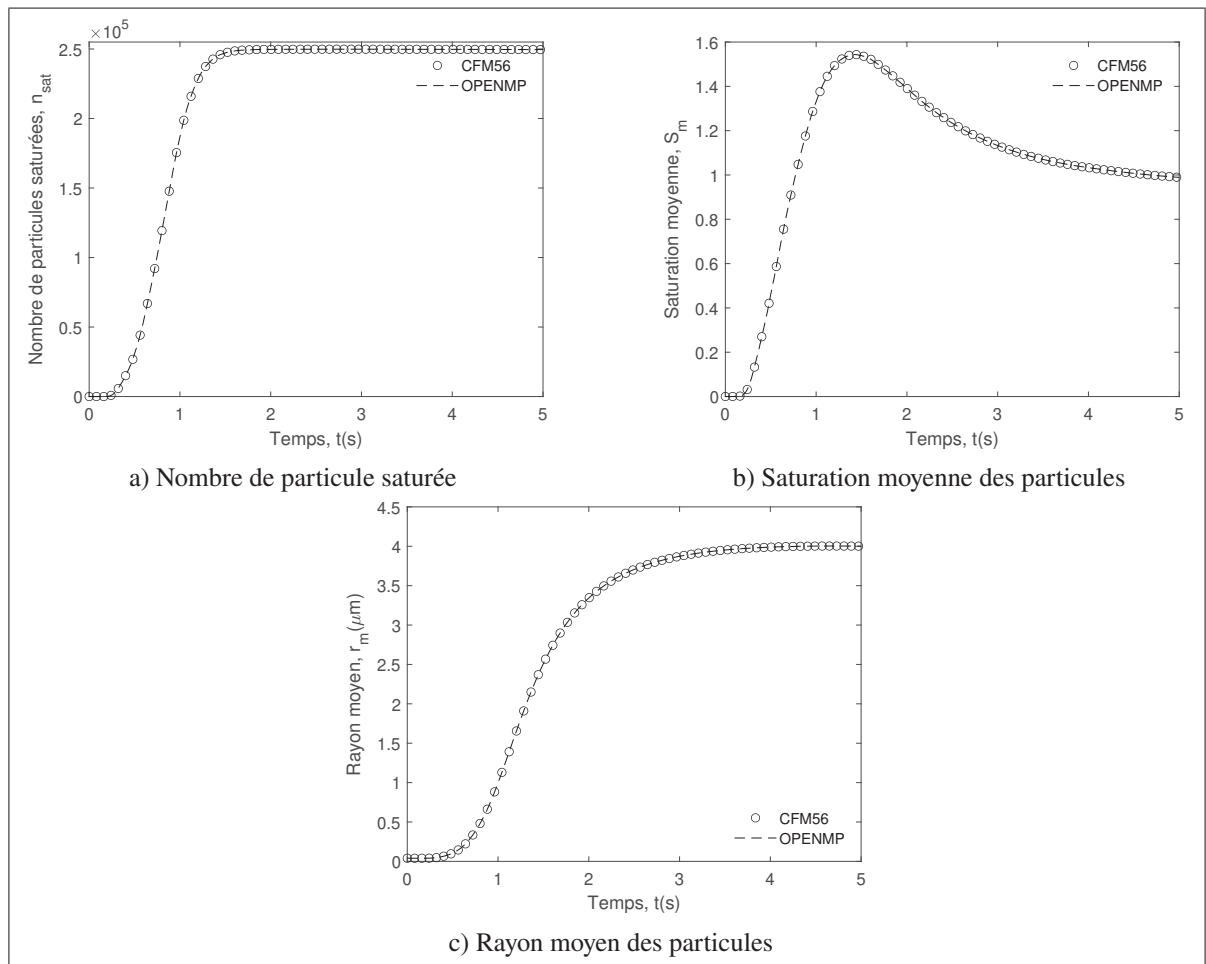 ×10⁵
2.5
2
1.5
1
0.5
0
0 1 2 3 4 5
Nombre de particules saturées, n_sat
Temps, t(s)
CFM56
OPENMP
a) Nombre de particule saturée
1.6
1.4
1.2
1
0.8
0.6
0.4
0.2
0
0 1 2 3 4 5
Saturation moyenne, S_m
Temps, t(s)
CFM56
OPENMP
b) Saturation moyenne des particules
4.5
4
3.5
3
2.5
2
1.5
1
0.5
0
0 1 2 3 4 5
Rayon moyen, r_m(μm)
Temps, t(s)
CFM56
OPENMP
c) Rayon moyen des particules